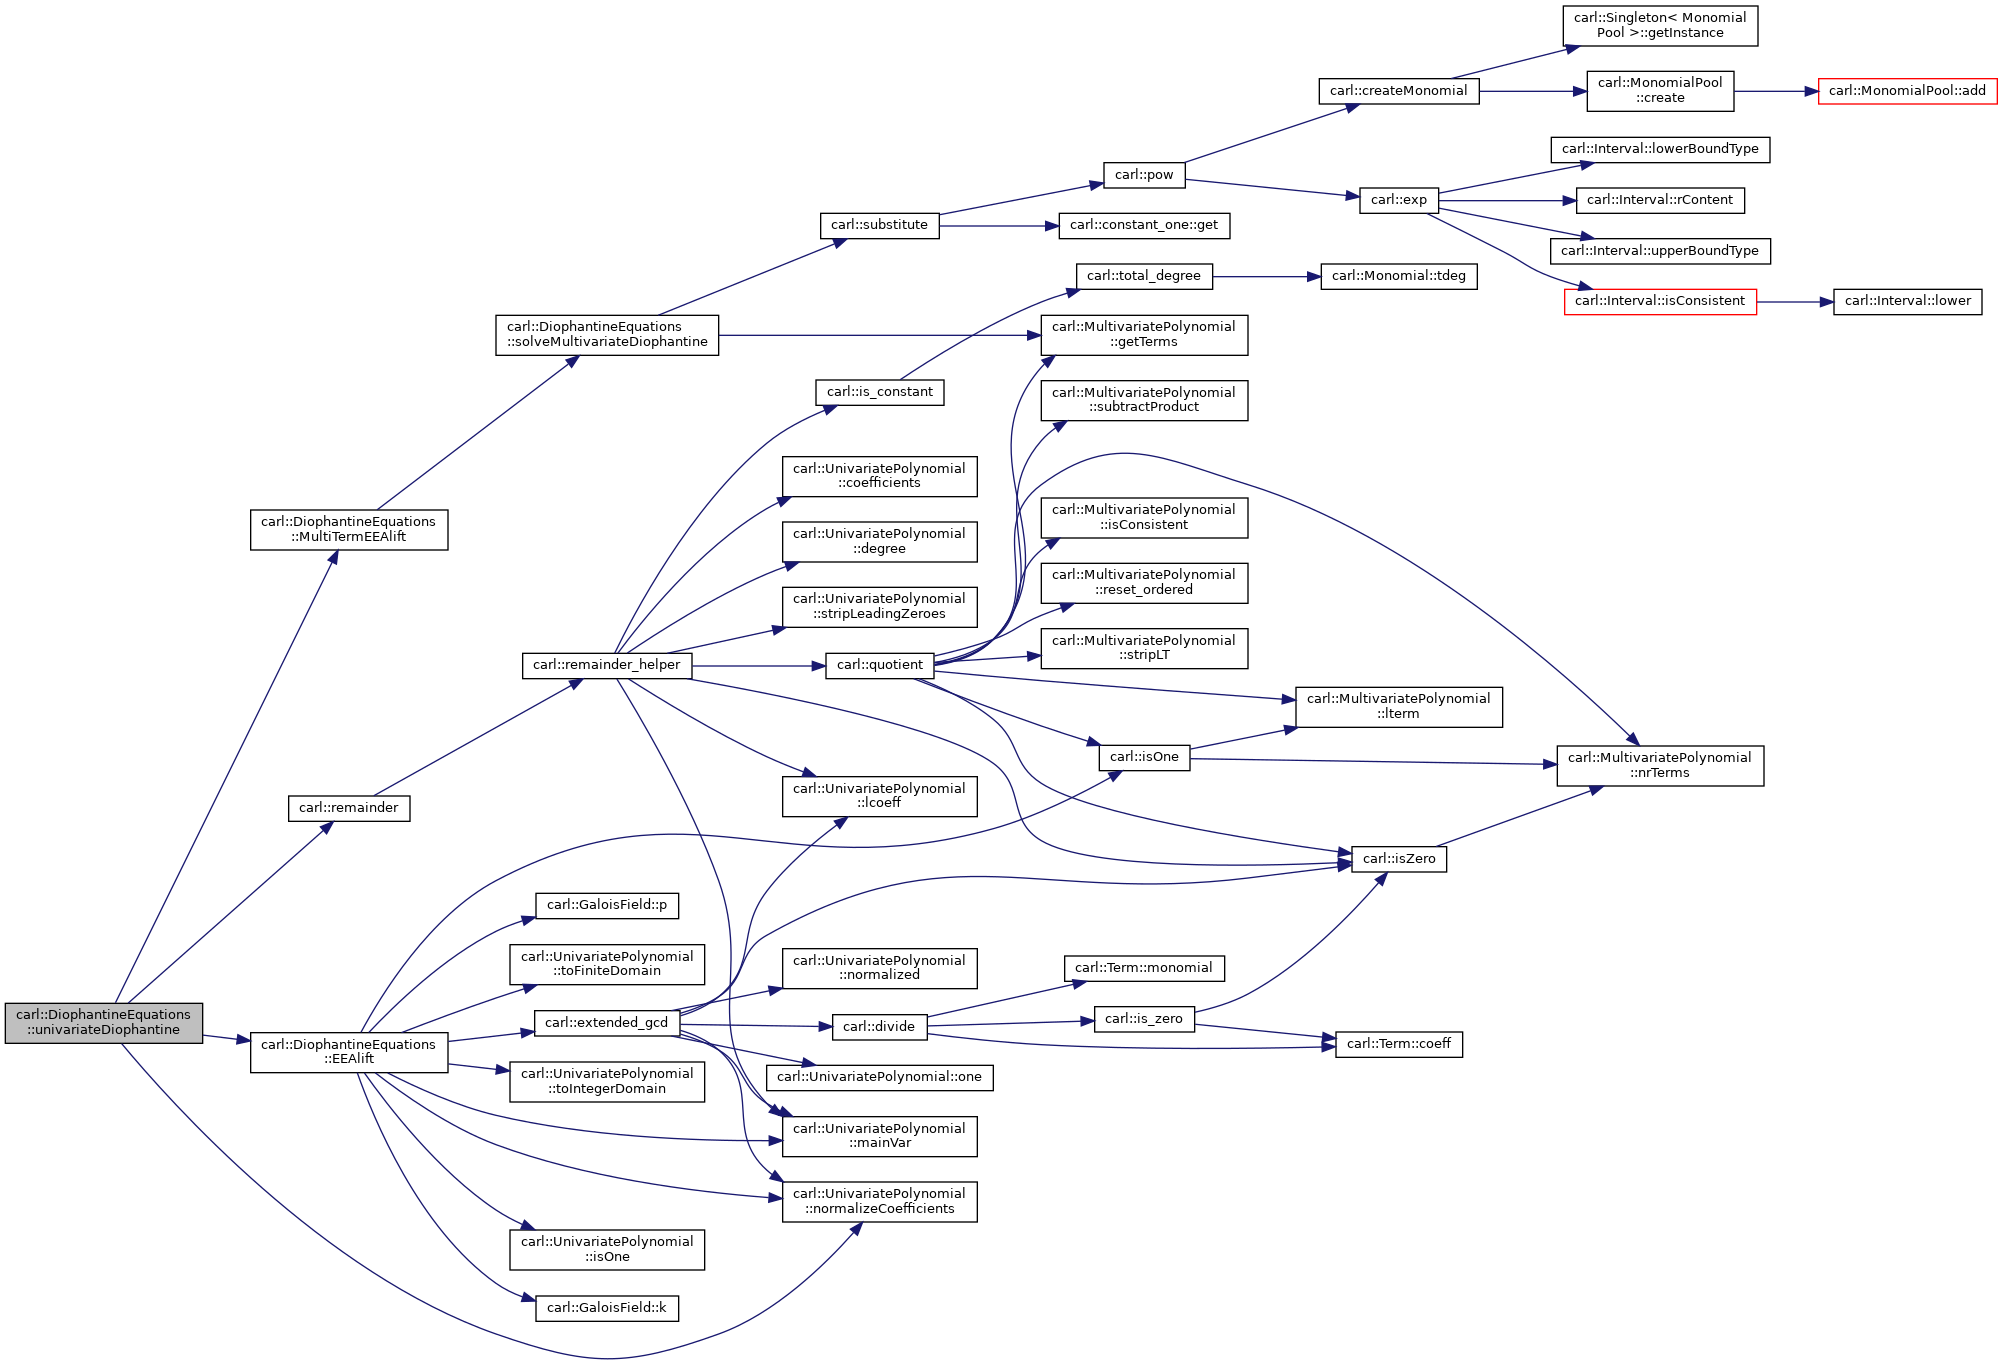 carl::Singleton< Monomial
Pool >::getInstance
carl::createMonomial
carl::MonomialPool
::create
carl::MonomialPool::add
carl::Interval::lowerBoundType
carl::pow
carl::exp
carl::Interval::rContent
carl::substitute
carl::constant_one::get
carl::Interval::upperBoundType
carl::total_degree
carl::Monomial::tdeg
carl::Interval::isConsistent
carl::Interval::lower
carl::DiophantineEquations
::solveMultivariateDiophantine
carl::MultivariatePolynomial
::getTerms
carl::is_constant
carl::MultivariatePolynomial
::subtractProduct
carl::UnivariatePolynomial
::coefficients
carl::DiophantineEquations
::MultiTermEEAlift
carl::UnivariatePolynomial
::degree
carl::MultivariatePolynomial
::isConsistent
carl::UnivariatePolynomial
::stripLeadingZeroes
carl::MultivariatePolynomial
::reset_ordered
carl::MultivariatePolynomial
::stripLT
carl::remainder_helper
carl::quotient
carl::MultivariatePolynomial
::lterm
carl::isOne
carl::MultivariatePolynomial
::nrTerms
carl::remainder
carl::UnivariatePolynomial
::lcoeff
carl::isZero
carl::GaloisField::p
carl::UnivariatePolynomial
::toFiniteDomain
carl::UnivariatePolynomial
::normalized
carl::Term::monomial
carl::DiophantineEquations
::univariateDiophantine
carl::extended_gcd
carl::divide
carl::is_zero
carl::DiophantineEquations
::EEAlift
carl::Term::coeff
carl::UnivariatePolynomial
::toIntegerDomain
carl::UnivariatePolynomial::one
carl::UnivariatePolynomial
::mainVar
carl::UnivariatePolynomial
::normalizeCoefficients
carl::UnivariatePolynomial
::isOne
carl::GaloisField::k